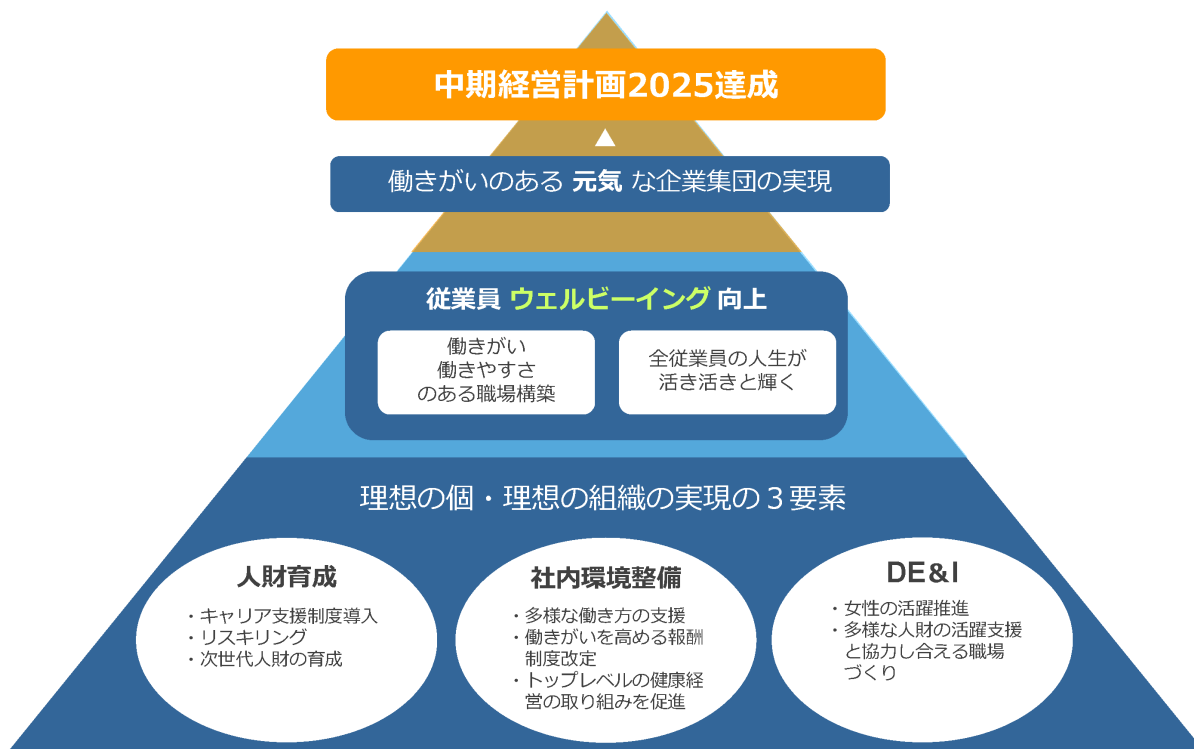 中期経営計画2025達成
働きがいのある 元気 な企業集団の実現
従業員 ウェルビーイング 向上
働きがい
働きやすさ
のある職場構築
全従業員の人生が
活き活きと輝く
理想の個・理想の組織の実現の３要素
人財育成
・キャリア支援制度導入
・リスキリング
・次世代人財の育成
社内環境整備
・多様な働き方の支援
・働きがいを高める報酬
制度改定
・トップレベルの健康経
営の取り組みを促進
DE&I
・女性の活躍推進
・多様な人財の活躍支援
と協力し合える職場
づくり